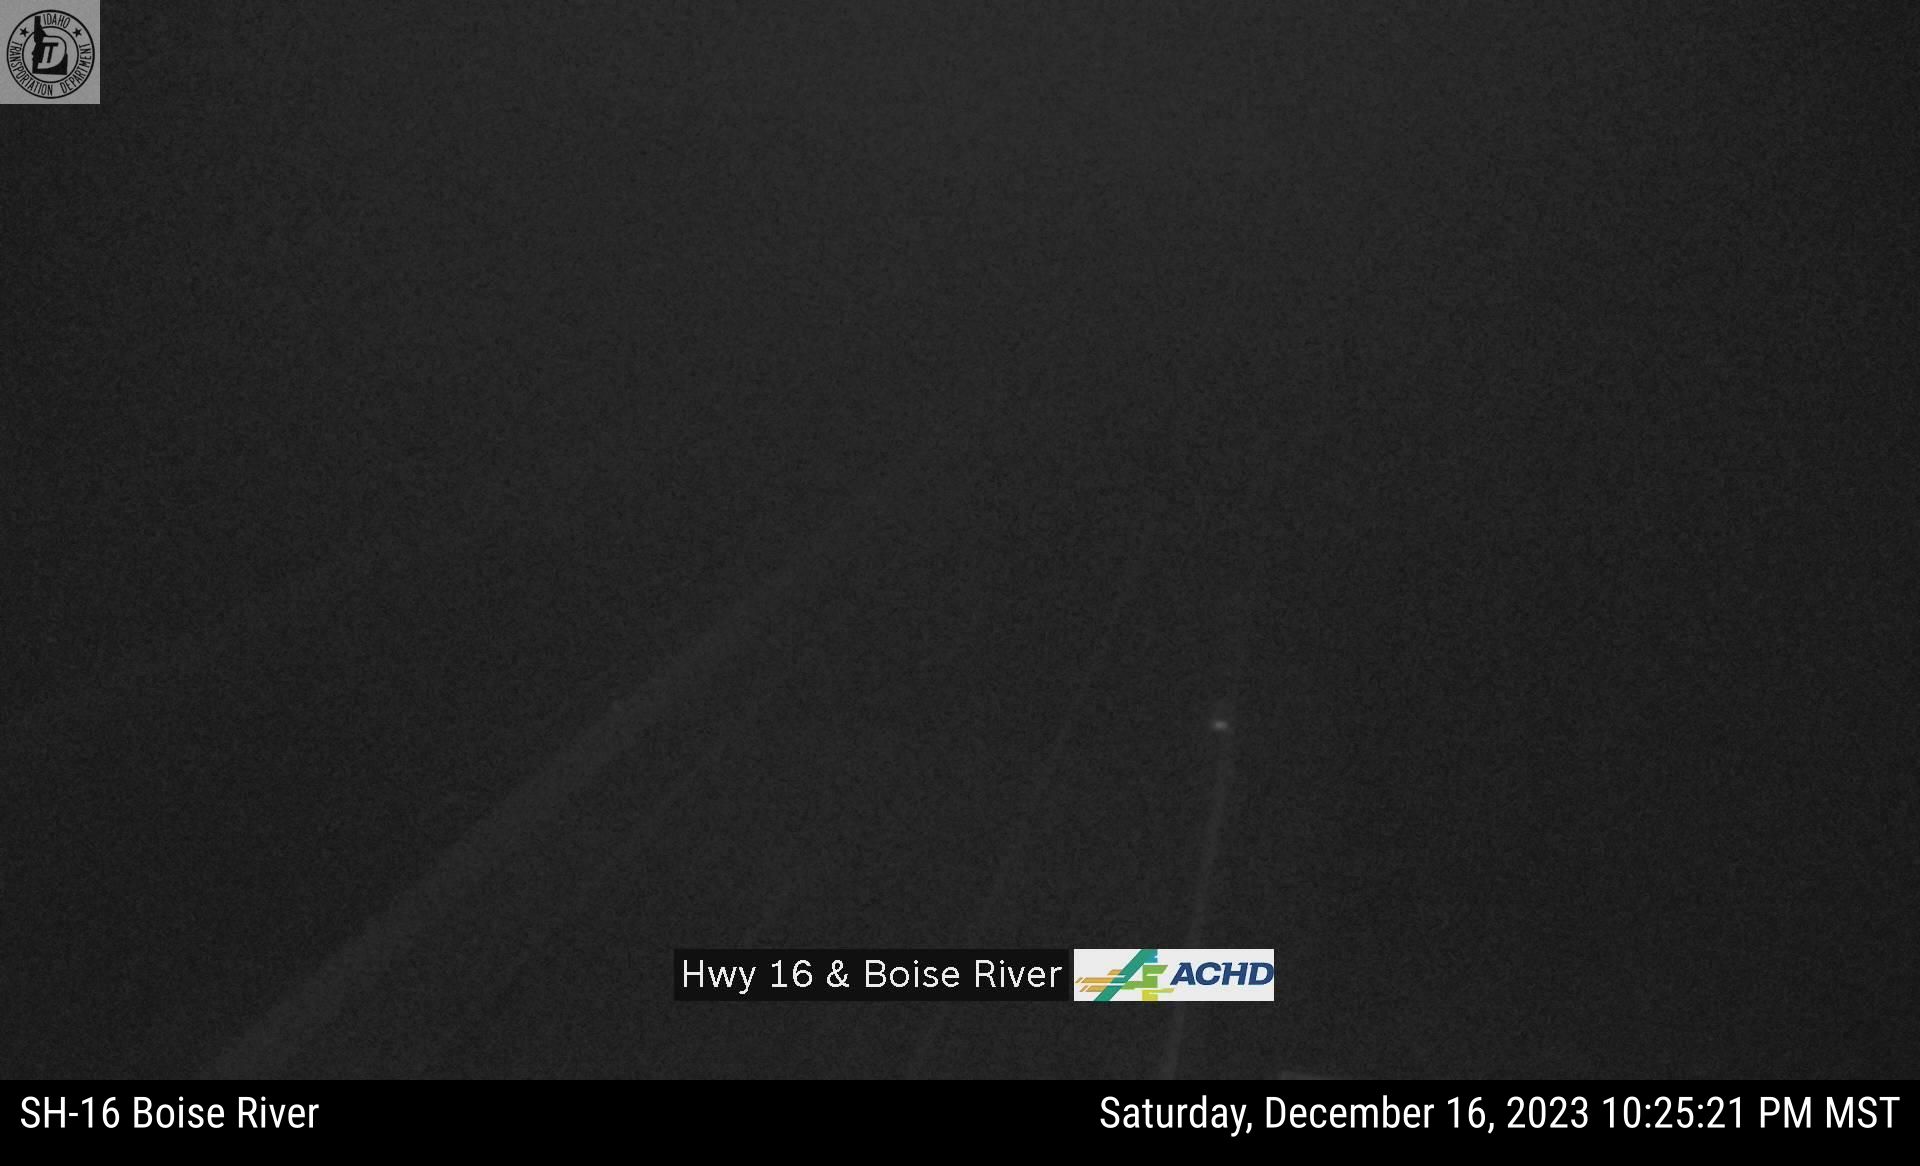 IDAHO
TRANSPORTATION DEPARTMENT
Hwy 16 & Boise River
ACHD
SH-16 Boise River
Saturday, December 16, 2023 10:25:21 PM MST